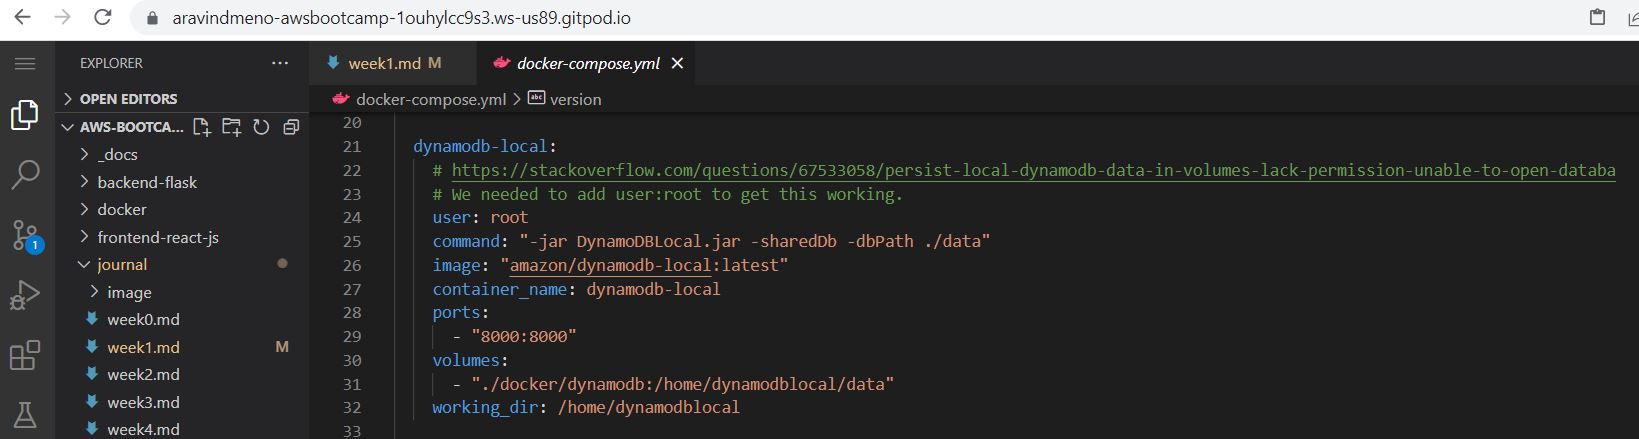 aravindmeno-awsbootcamp-1ouhylcc9s3.ws-us89.gitpod.io
EXPLORER
week1.md M
docker-compose.yml
OPEN EDITORS
docker-compose.yml > version
AWS-BOOTCA...
_docs
backend-flask
docker
frontend-react-js
journal
image
week0.md
week1.md M
week2.md
week3.md
week4.md
1
20
21 dynamodb-local:
22 # https://stackoverflow.com/questions/67533058/persist-local-dynamodb-data-in-volumes-lack-permission-unable-to-open-databa
23 # We needed to add user:root to get this working.
24 user: root
25 command: "-jar DynamoDBLocal.jar -sharedDb -dbPath ./data"
26 image: "amazon/dynamodb-local:latest"
27 container_name: dynamodb-local
28 ports:
29 - "8000:8000"
30 volumes:
31 - "./docker/dynamodb:/home/dynamodblocal/data"
32 working_dir: /home/dynamodblocal
33